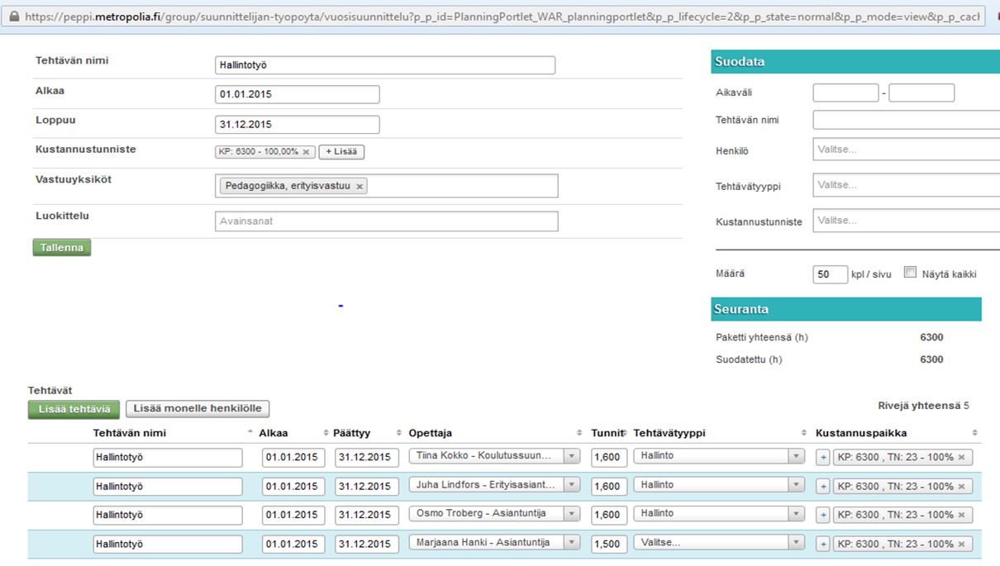 https://peppi.metropolia.fi/group/suunnittelijan-tyopoyta/vuosisuunnittelu?p_p_id=PlanningPortlet_WAR_planningportlet&p_p_lifecycle=2&p_p_state=normal&p_p_mode=view&p_p_cach
Tehtävän nimi Hallintotyö
Alkaa 01.01.2015
Loppuu 31.12.2015
Kustannustunniste KP: 6300 - 100,00% × + Lisää
Vastuuyksiköt Pedagogiikka, erityisvastuu ×
Luokittelu Avainsanat
Tallenna
Suodata
Aikaväli -
Tehtävän nimi
Henkilö Valitse...
Tehtävätyyppi Valitse...
Kustannustunniste Valitse...
Määrä 50 kpl / sivu Näytä kaikki
Seuranta
Paketti yhteensä (h) 6300
Suodatettu (h) 6300
-
Tehtävät
Lisää tehtäviä Lisää monelle henkilölle Rivejä yhteensä 5
Tehtävän nimi Alkaa Päättyy Opettaja Tunnit Tehtävätyyppi Kustannuspaikka
Hallintotyö 01.01.2015 31.12.2015 Tiina Kokko - Koulutussuun... 1,600 Hallinto + KP: 6300 , TN: 23 - 100% ×
Hallintotyö 01.01.2015 31.12.2015 Juha Lindfors - Erityisasiant... 1,600 Hallinto + KP: 6300 , TN: 23 - 100% ×
Hallintotyö 01.01.2015 31.12.2015 Osmo Troberg - Asiantuntija 1,600 Hallinto + KP: 6300 , TN: 23 - 100% ×
Hallintotyö 01.01.2015 31.12.2015 Marjaana Hanki - Asiantuntija 1,500 Valitse... + KP: 6300 , TN: 23 - 100% ×